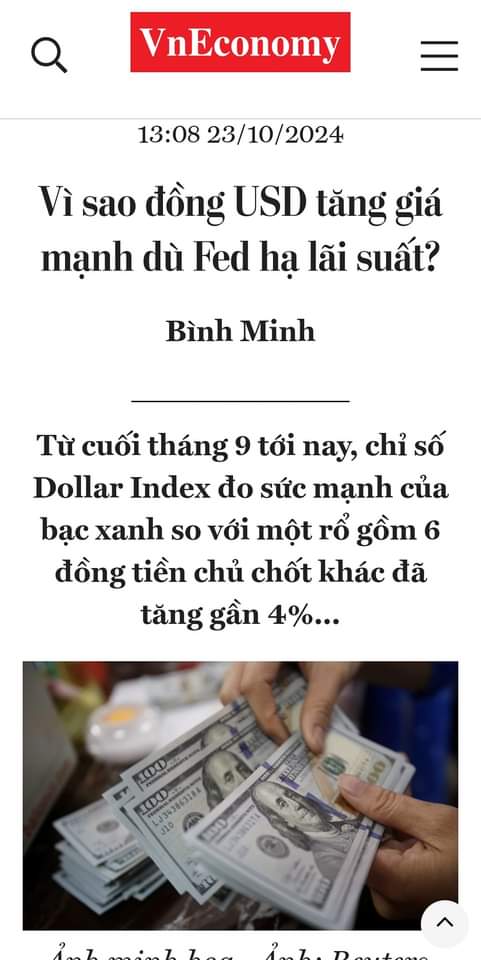 VnEconomy
13:08 23/10/2024
Vì sao đồng USD tăng giá
mạnh dù Fed hạ lãi suất?
Bình Minh
Từ cuối tháng 9 tới nay, chỉ số
Dollar Index đo sức mạnh của
bạc xanh so với một rổ gồm 6
đồng tiền chủ chốt khác đã
tăng gần 4%...
100
100
100
LJ34386318A
J10
Ảnh minh họa - Ảnh: Reuters